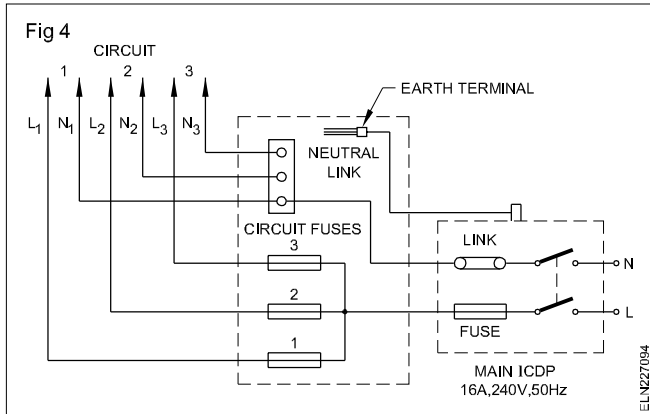 Fig 4
CIRCUIT
1 2 3
L1 N1 L2 N2 L3 N3
EARTH TERMINAL
NEUTRAL
LINK
CIRCUIT FUSES
3
2
1
LINK
N
L
FUSE
MAIN ICDP
16A,240V,50Hz
ELN227094